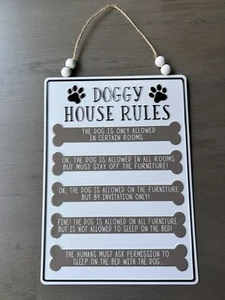 DOGGY
HOUSE RULES
THE DOG IS ONLY ALLOWED
IN CERTAIN ROOMS
OK, THE DOG IS ALLOWED IN ALL ROOMS
BUT MUST STAY OFF THE FURNITURE!
OK, THE DOG IS ALLOWED ON THE FURNITURE
BUT BY INVITATION ONLY!
FINE! THE DOG IS ALLOWED ON ALL FURNITURE
BUT IS NOT ALLOWED TO SLEEP ON THE BED!
THE HUMANS MUST ASK PERMISSION TO
SLEEP ON THE BED WITH THE DOG